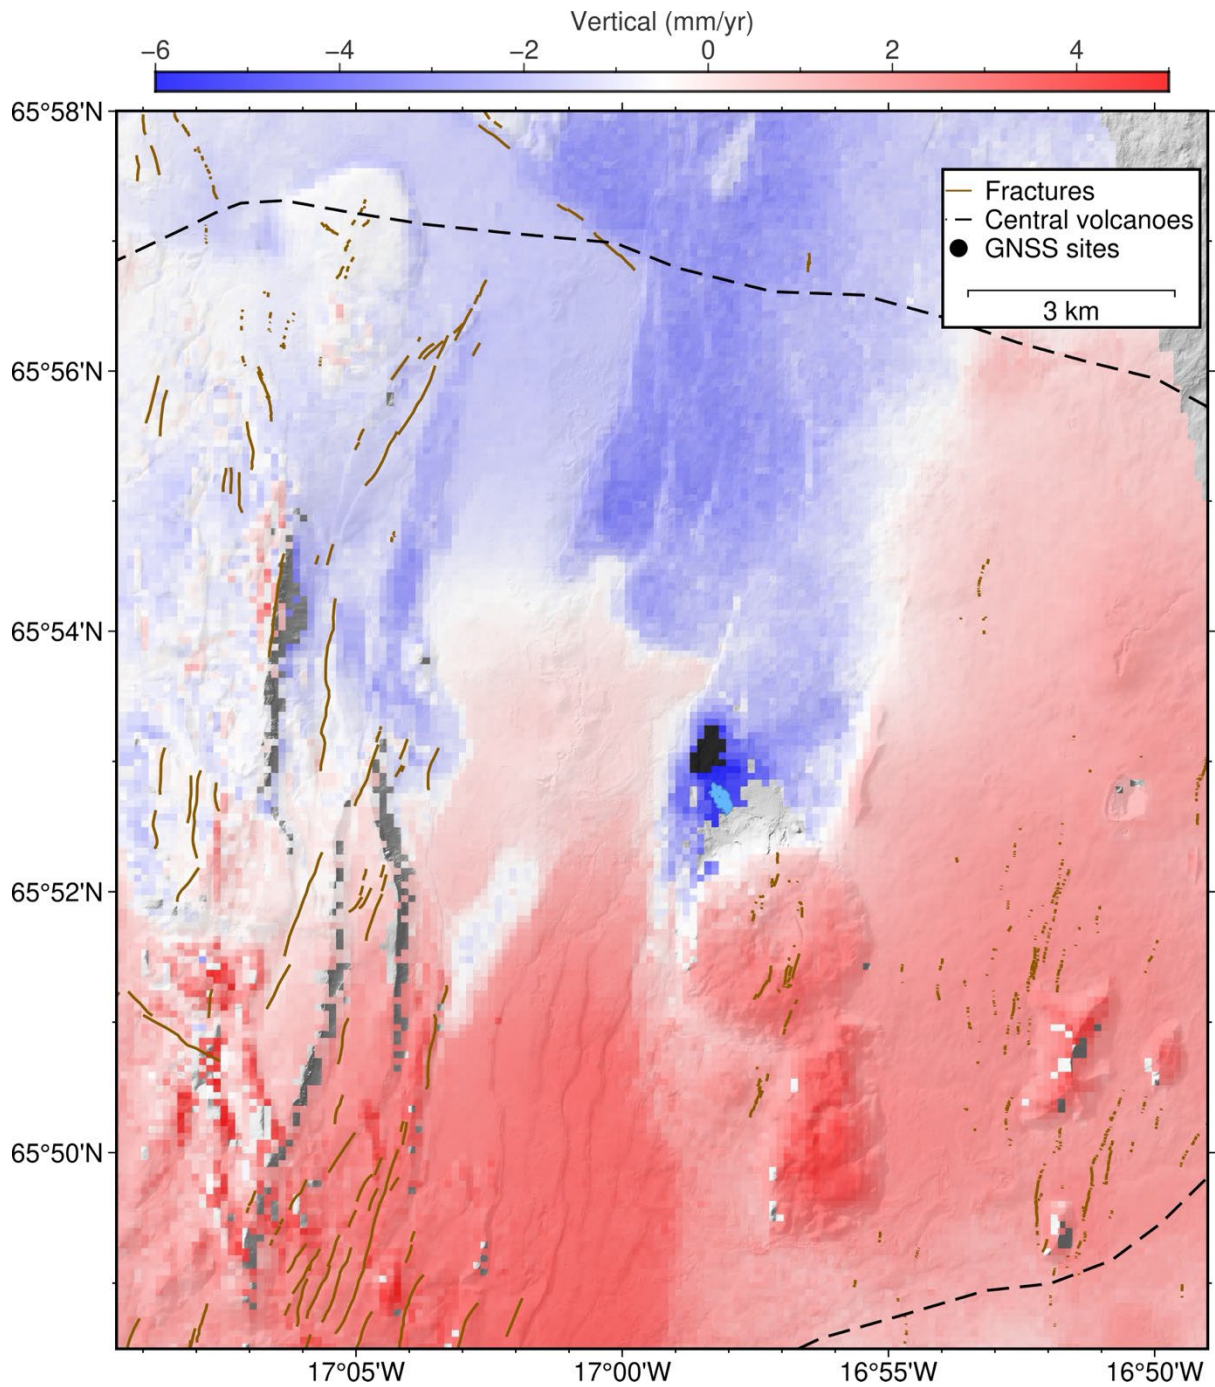 Vertical (mm/yr)
−6 −4 −2 0 2 4
65°58'N
Fractures
Central volcanoes
GNSS sites
3 km
65°56'N
65°54'N
65°52'N
65°50'N
17°05'W 17°00'W 16°55'W 16°50'W